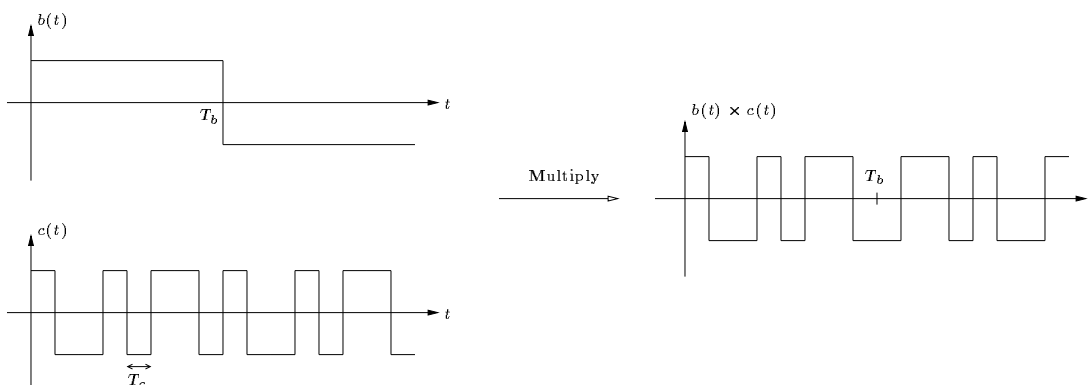 b(t)
T_b
t
c(t)
T_c
t
Multiply
b(t) × c(t)
T_b